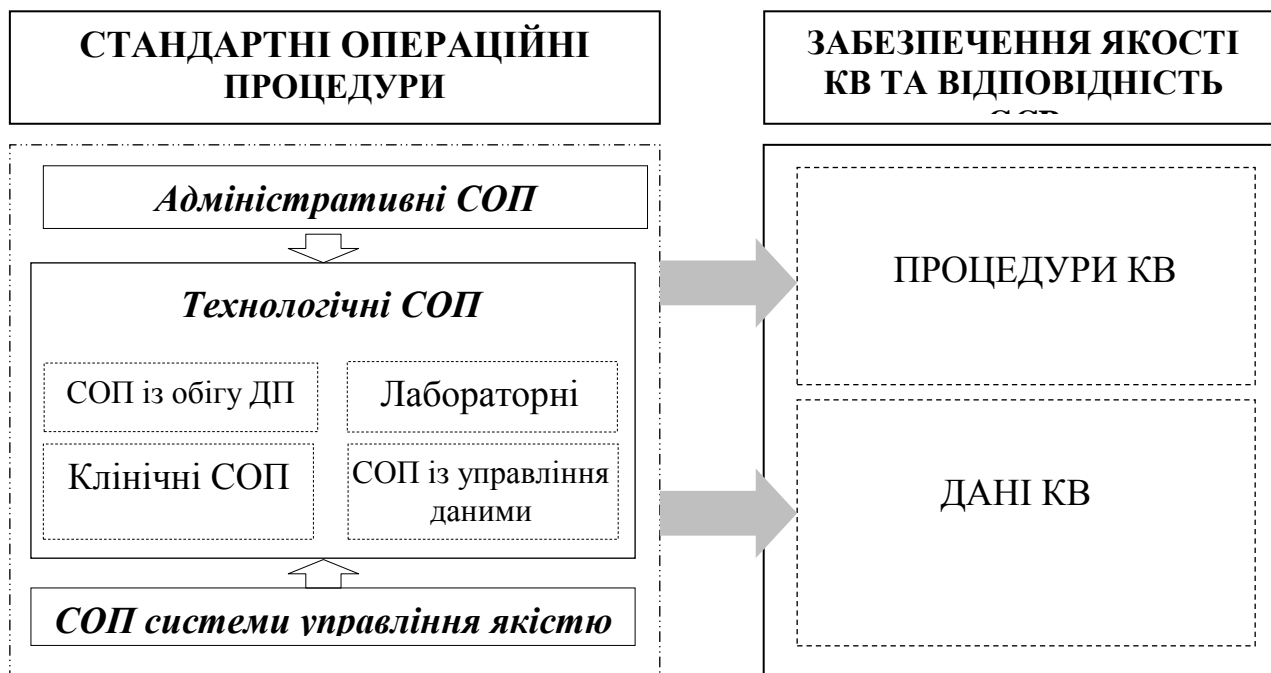 СТАНДАРТНІ ОПЕРАЦІЙНІ
ПРОЦЕДУРИ
ЗАБЕЗПЕЧЕННЯ ЯКОСТІ
КВ ТА ВІДПОВІДНІСТЬ
Адміністративні СОП
Технологічні СОП
СОП із обігу ДП
Лабораторні
Клінічні СОП
СОП із управління
даними
СОП системи управління якістю
ПРОЦЕДУРИ КВ
ДАНІ КВ